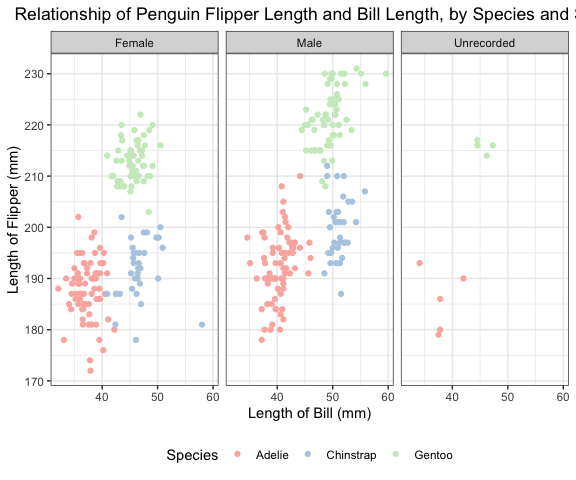 Relationship of Penguin Flipper Length and Bill Length, by Species and
Female Male Unrecorded
Length of Flipper (mm)
230
220
210
200
190
180
170
40 50 60 40 50 60 40 50 60
Length of Bill (mm)
Species Adelie Chinstrap Gentoo